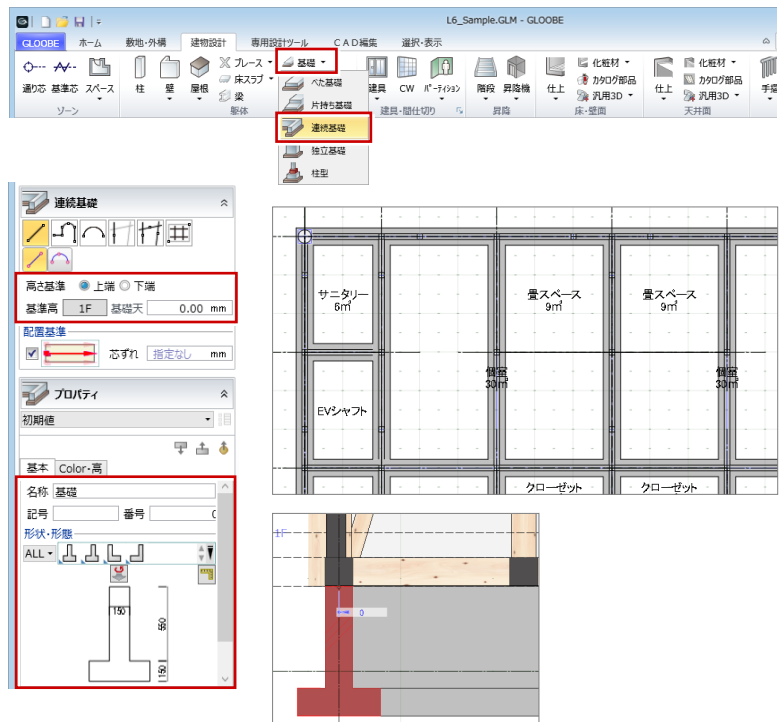 L6_Sample.GLM - GLOOBE
GLOOBE ホーム 敷地・外構 建物設計 専用設計ツール CAD編集 選択・表示
通り芯 基準芯 スペース
ゾーン
柱 壁 屋根
ブレース
床スラブ
梁
躯体
基礎
べた基礎
片持ち基礎
連続基礎
独立基礎
柱型
建具 CW パーティション
建具・間仕切り
階段 昇降機
昇降
仕上
化粧材
カタログ部品
汎用3D
床・壁面
仕上
化粧材
カタログ部品
汎用3D
天井面
手摺
連続基礎
高さ基準 上端 下端
基準高 1F 基礎天 0.00 mm
配置基準
芯ずれ 指定なし mm
プロパティ
初期値
基本 Color・高
名称 基礎
記号 番号 0
形状・形態
ALL
150
550
150
サニタリー
6㎡
畳スペース
9㎡
畳スペース
9㎡
個室
30㎡
個室
30㎡
EVシャフト
クローゼット
クローゼット
1F
0